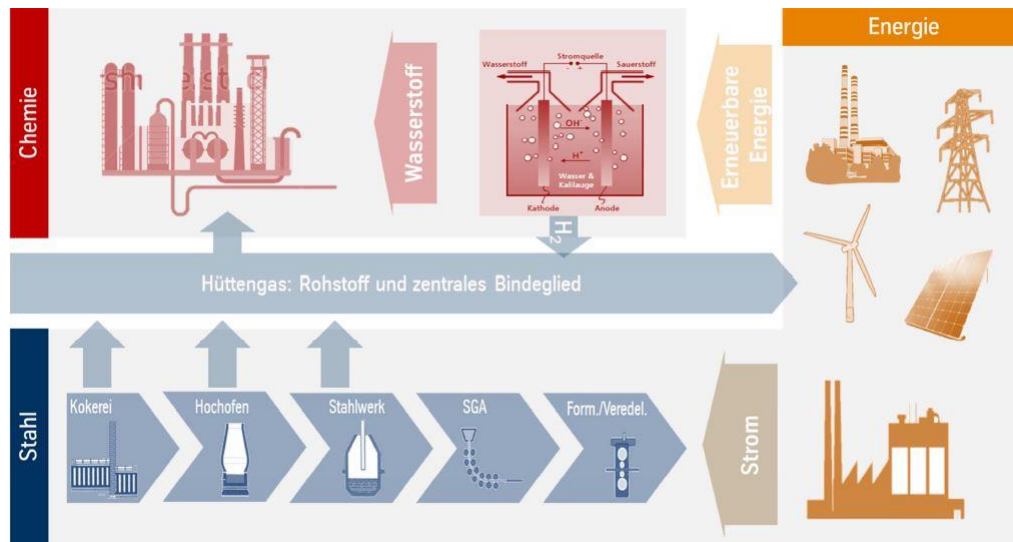 Energie
Chemie
Wasserstoff
Stromquelle
Wasserstoff
Sauerstoff
- +
OH⁻
H⁺
Wasser &
Kalilauge
Kathode
Anode
Erneuerbare
Energie
H₂
Hüttengas: Rohstoff und zentrales Bindeglied
Stahl
Kokerei
Hochofen
Stahlwerk
SGA
Form./Veredel.
Strom